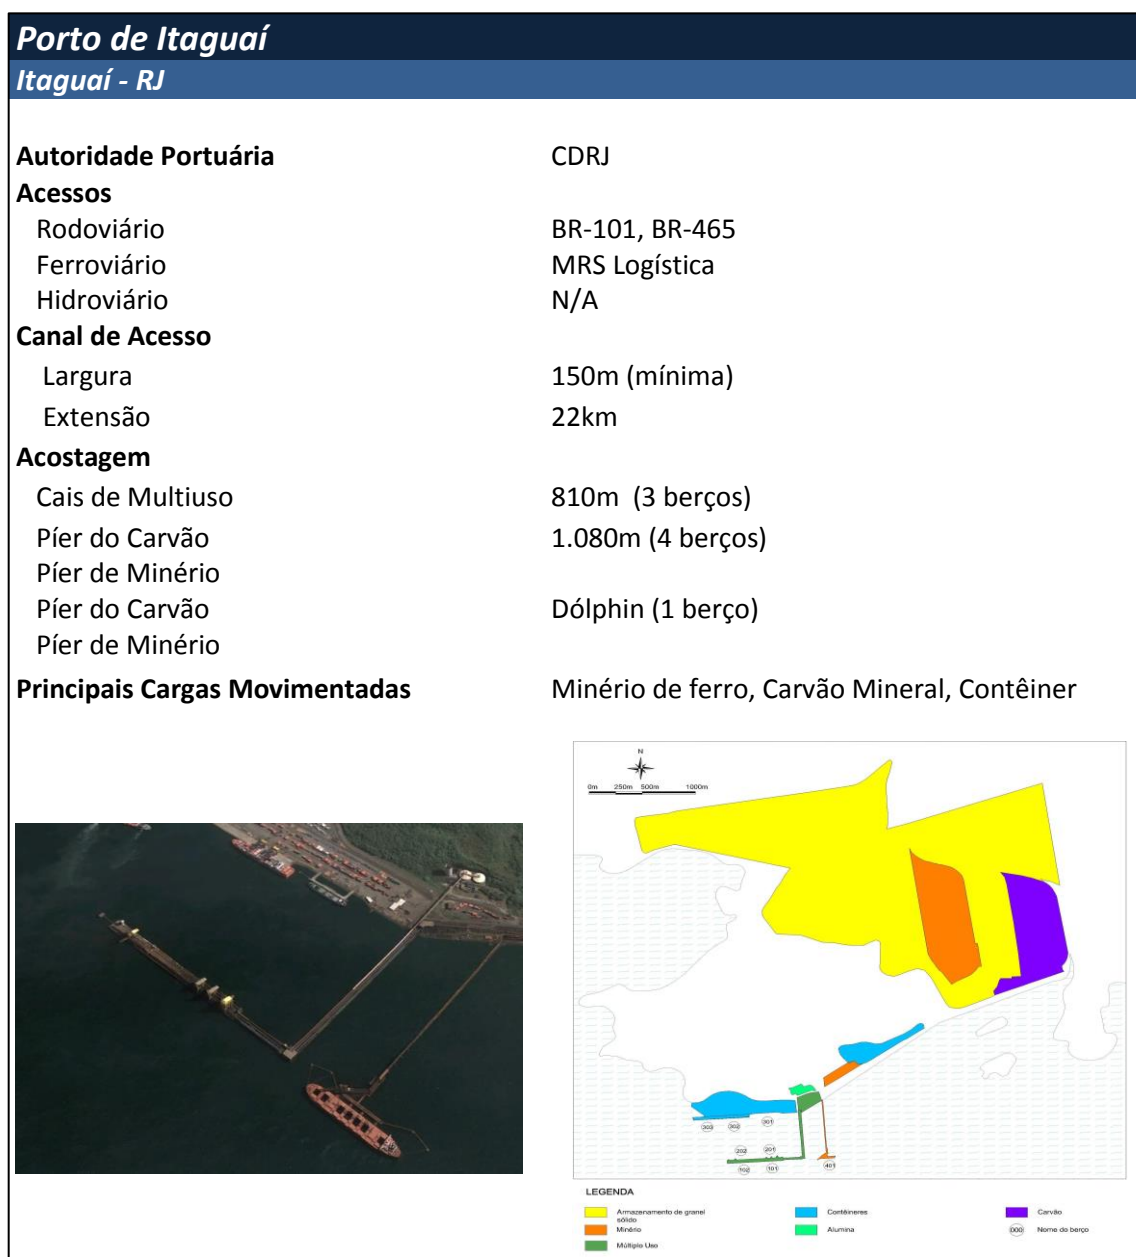 Porto de Itaguaí
Itaguaí - RJ
Autoridade Portuária CDRJ
Acessos
Rodoviário BR-101, BR-465
Ferroviário MRS Logística
Hidroviário N/A
Canal de Acesso
Largura 150m (mínima)
Extensão 22km
Acostagem
Cais de Multiuso 810m (3 berços)
Píer do Carvão 1.080m (4 berços)
Píer de Minério
Píer do Carvão Dólphin (1 berço)
Píer de Minério
Principais Cargas Movimentadas Minério de ferro, Carvão Mineral, Contêiner
N
0m 250m 500m 1000m
303 302 301
202 201
102 101 401
LEGENDA
Armazenamento de granel sólido Contêineres Carvão
Minério Alumina 000 Nome do berço
Múltiplo Uso